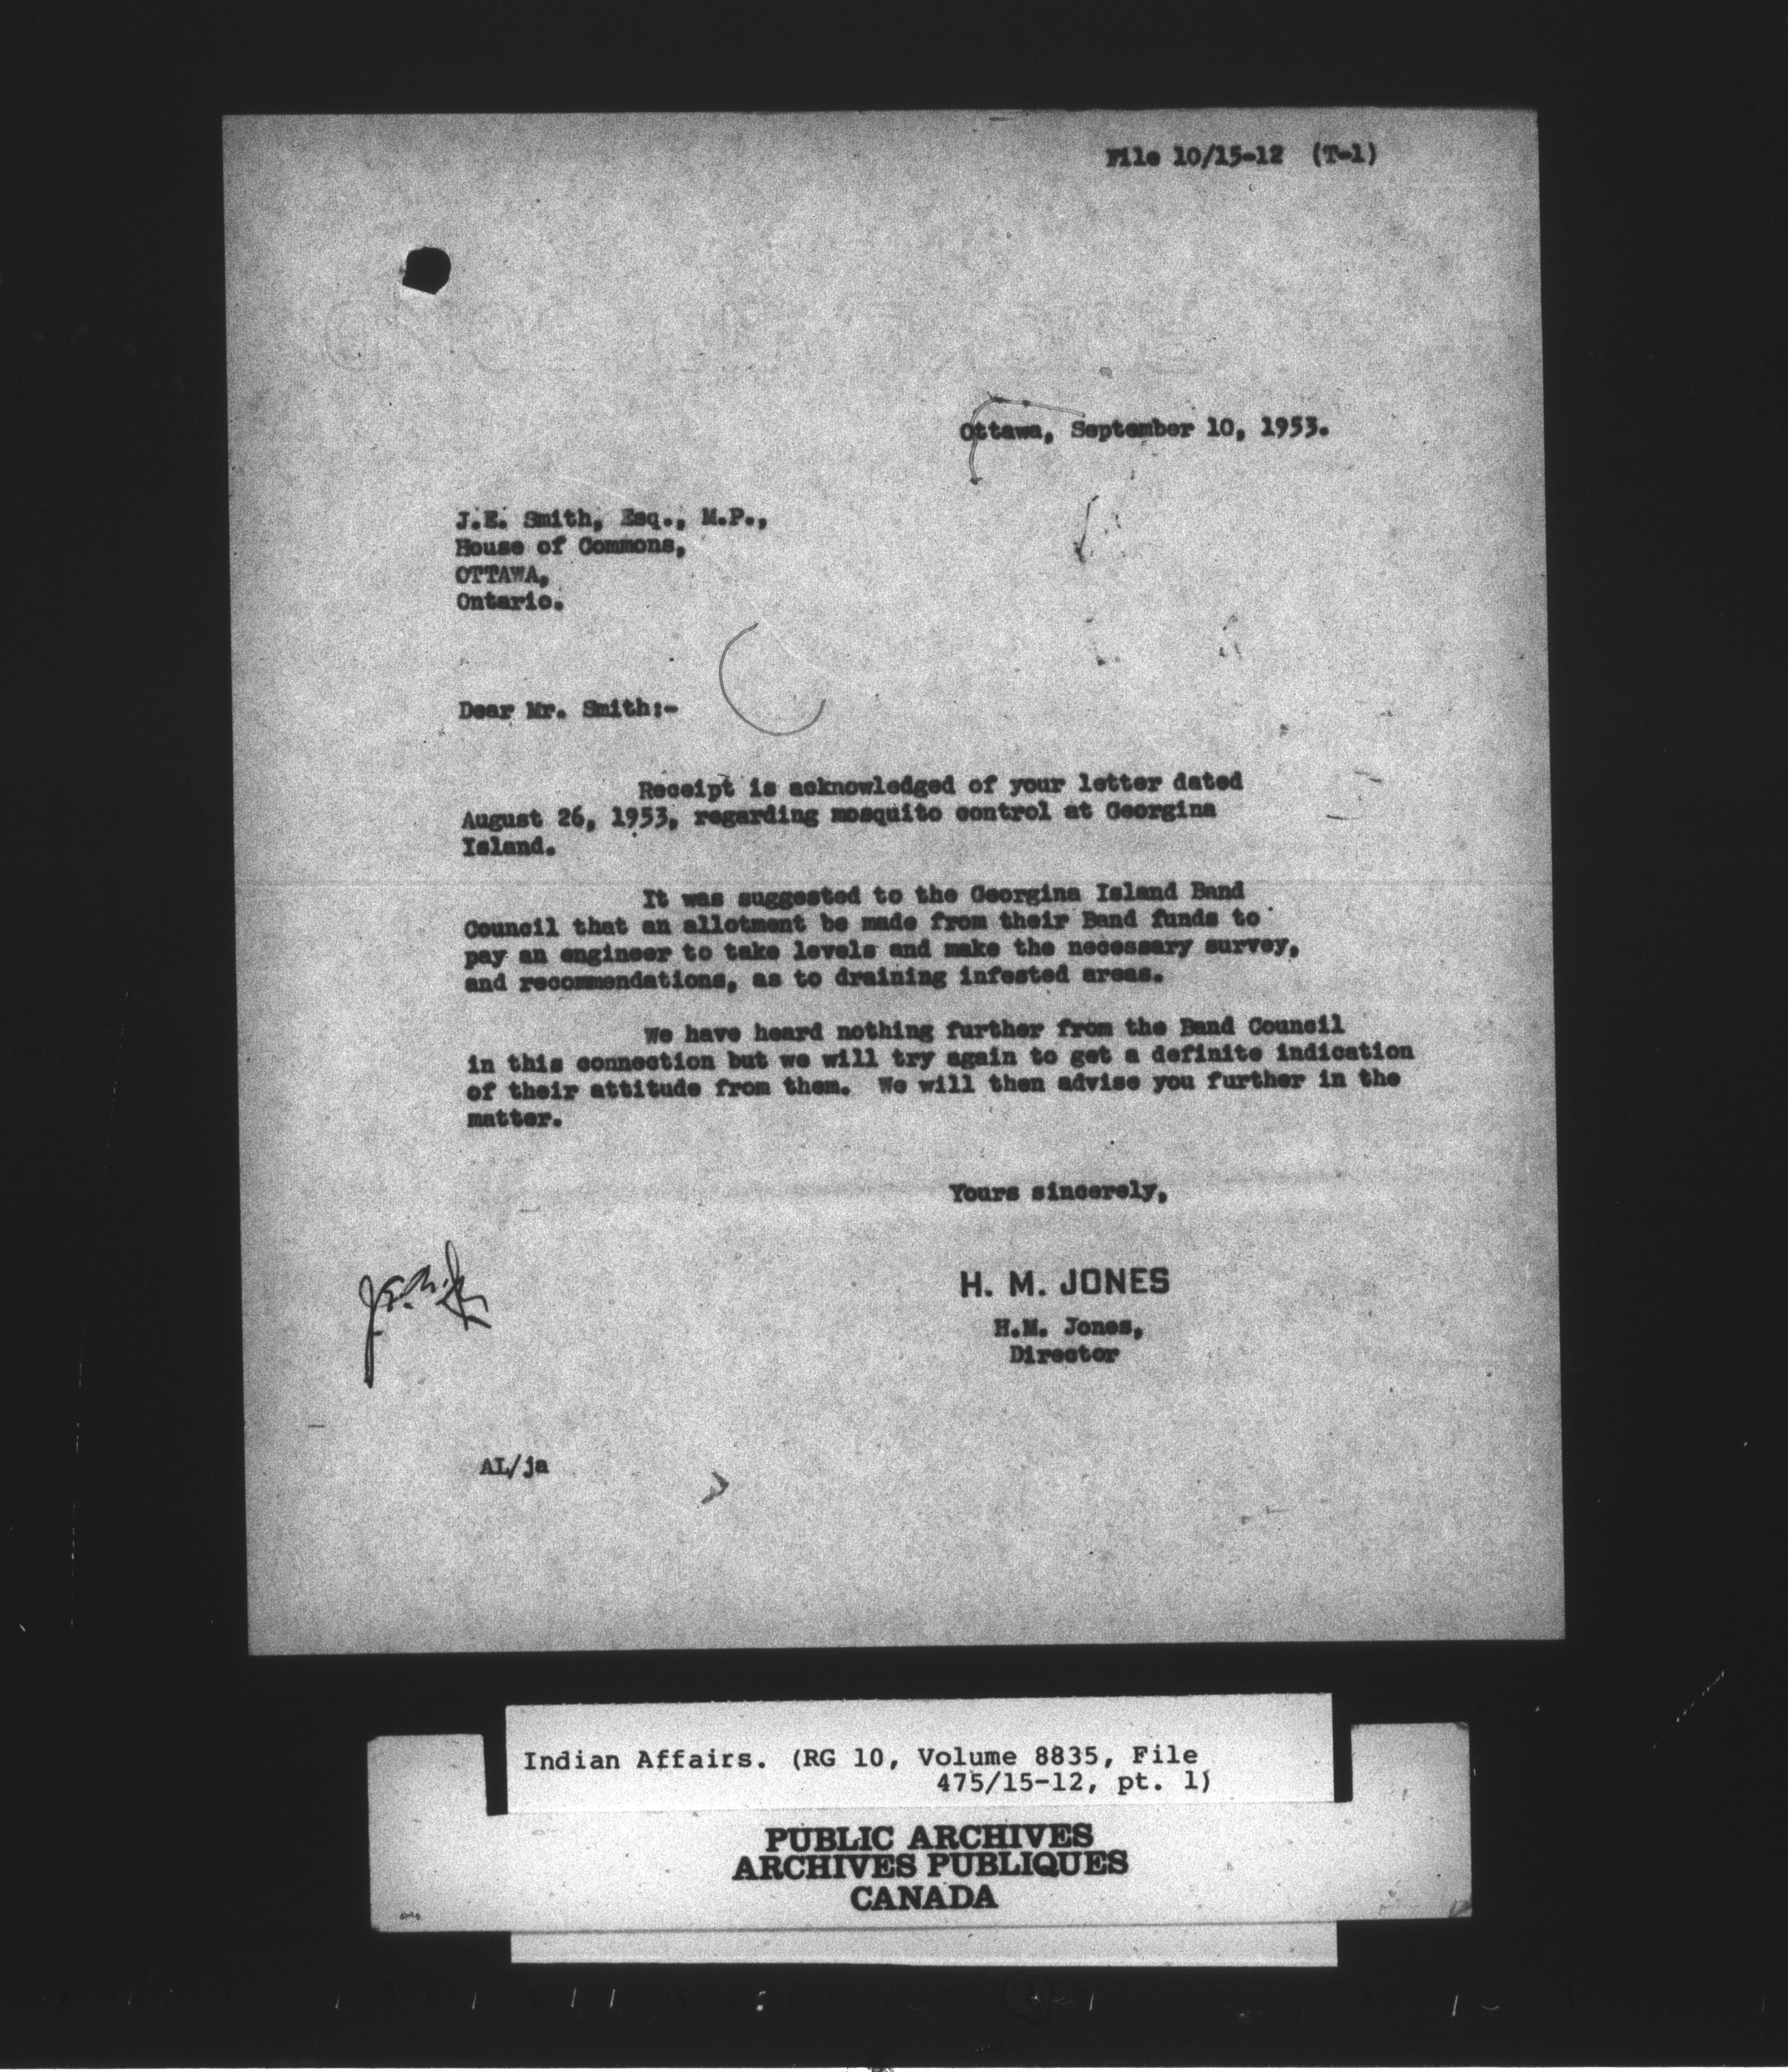 File 10/15-12 (T-1)
Ottawa, September 10, 1953.
J.E. Smith, Esq., M.P.,
House of Commons,
OTTAWA,
Ontario.
Dear Mr. Smith:-
Receipt is acknowledged of your letter dated
August 26, 1953, regarding mosquito control at Georgina
Island.
It was suggested to the Georgina Island Band
Council that an allotment be made from their Band funds to
pay an engineer to take levels and make the necessary survey,
and recommendations, as to draining infested areas.
We have heard nothing further from the Band Council
in this connection but we will try again to get a definite indication
of their attitude from them. We will then advise you further in the
matter.
Yours sincerely,
H. M. JONES
H.M. Jones,
Director
AL/ja
Indian Affairs. (RG 10, Volume 8835, File
475/15-12, pt. 1)
PUBLIC ARCHIVES
ARCHIVES PUBLIQUES
CANADA